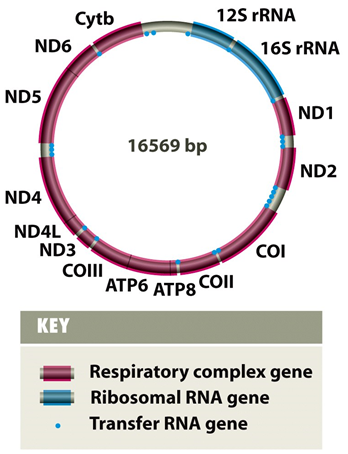 12S rRNA
16S rRNA
ND1
ND2
COI
COII
ATP8
ATP6
COIII
ND3
ND4L
ND4
ND5
ND6
Cytb
16569 bp
KEY
Respiratory complex gene
Ribosomal RNA gene
Transfer RNA gene